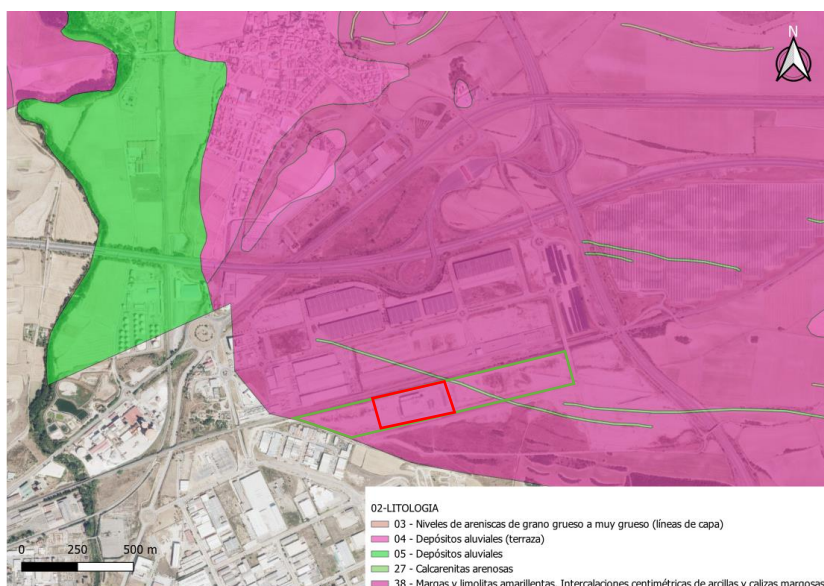 N
02-LITOLOGIA
03 - Niveles de areniscas de grano grueso a muy grueso (líneas de capa)
04 - Depósitos aluviales (terraza)
05 - Depósitos aluviales
27 - Calcarenitas arenosas
38 - Margas y limolitas amarillentas. Intercalaciones centimétricas de arcillas y calizas margosas
0 250 500 m